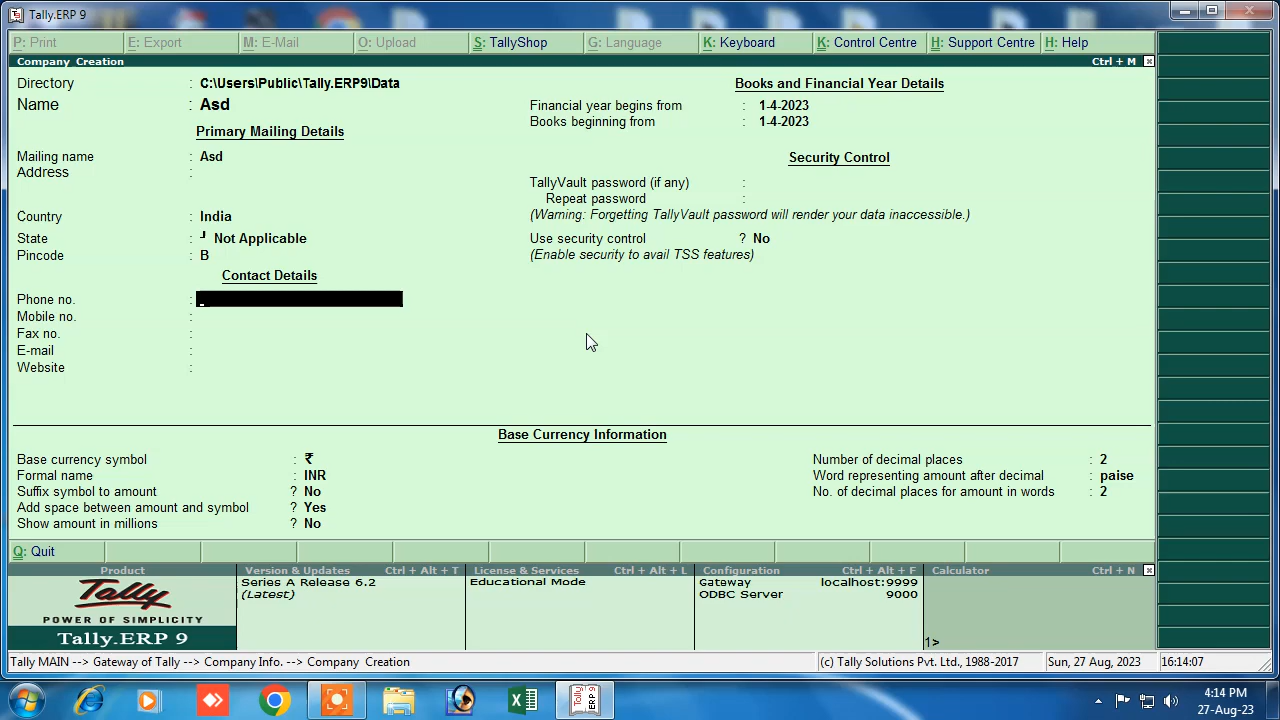 Tally.ERP 9
P: Print E: Export M: E-Mail O: Upload S: TallyShop G: Language K: Keyboard K: Control Centre H: Support Centre H: Help
Company Creation Ctrl + M
Directory : C:\Users\Public\Tally.ERP9\Data
Name : Asd
Primary Mailing Details
Mailing name : Asd
Address :
Country : India
State : ┘ Not Applicable
Pincode : B
Contact Details
Phone no. :
Mobile no. :
Fax no. :
E-mail :
Website :
Books and Financial Year Details
Financial year begins from : 1-4-2023
Books beginning from : 1-4-2023
Security Control
TallyVault password (if any) :
Repeat password :
(Warning: Forgetting TallyVault password will render your data inaccessible.)
Use security control ? No
(Enable security to avail TSS features)
Base Currency Information
Base currency symbol : ₹
Formal name : INR
Suffix symbol to amount ? No
Add space between amount and symbol ? Yes
Show amount in millions ? No
Number of decimal places : 2
Word representing amount after decimal : paise
No. of decimal places for amount in words : 2
Q: Quit
Product
Tally
POWER OF SIMPLICITY
Tally.ERP 9
Version & Updates Ctrl + Alt + T
Series A Release 6.2
(Latest)
License & Services Ctrl + Alt + L
Educational Mode
Configuration Ctrl + Alt + F
Gateway localhost:9999
ODBC Server 9000
Calculator Ctrl + N
1>
Tally MAIN --> Gateway of Tally --> Company Info. --> Company Creation (c) Tally Solutions Pvt. Ltd., 1988-2017 Sun, 27 Aug, 2023 16:14:07
4:14 PM
27-Aug-23